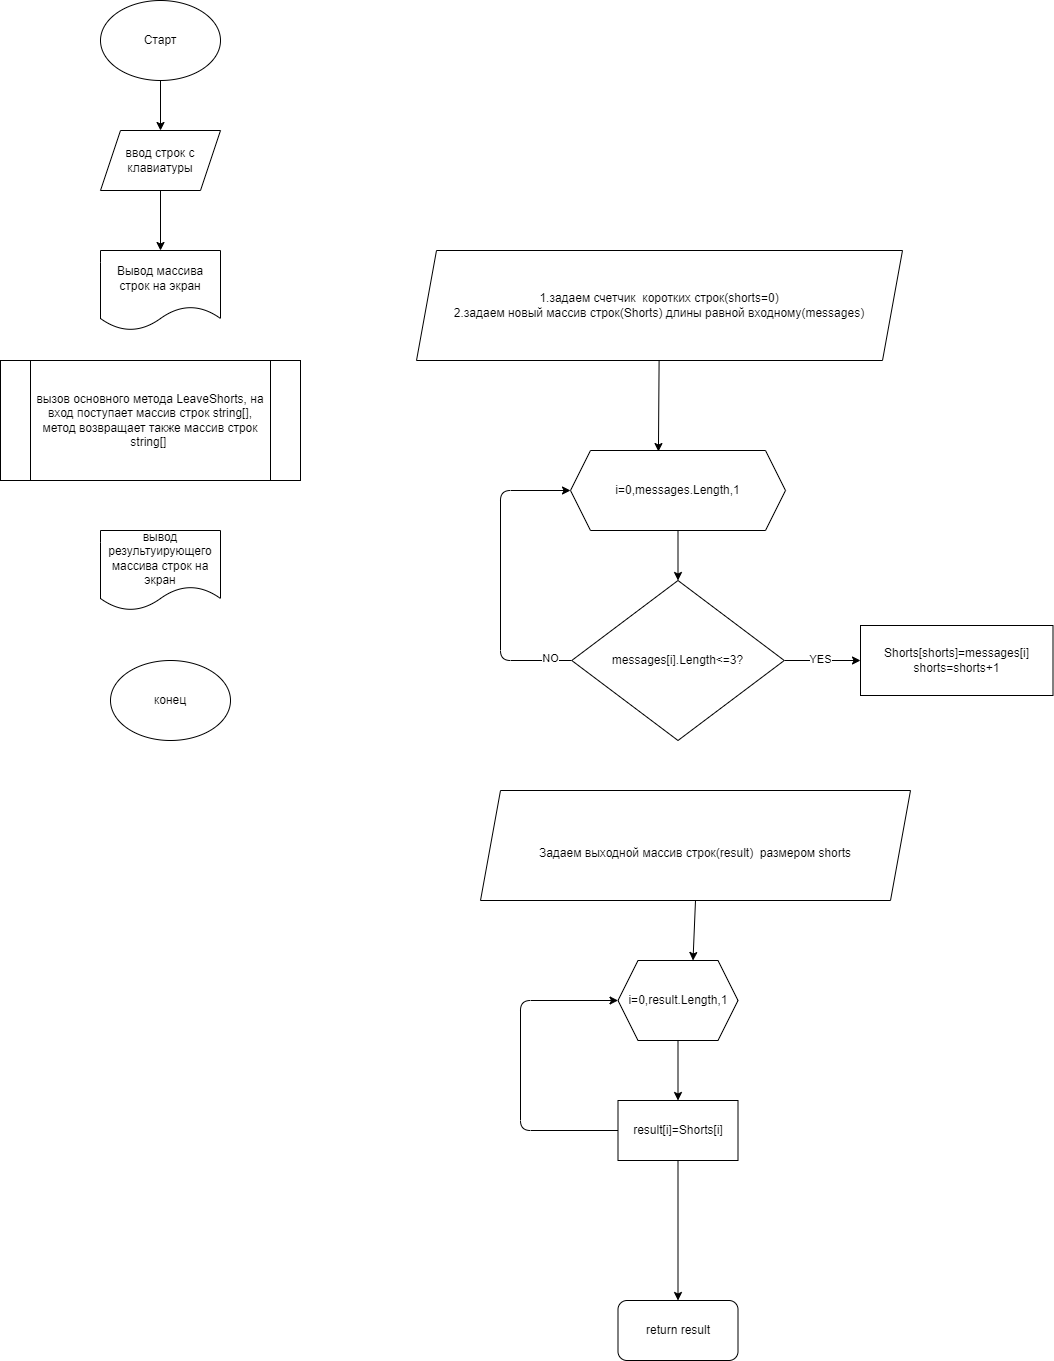 Старт
ввод строк с
клавиатуры
Вывод массива
строк на экран
вызов основного метода LeaveShorts, на
вход поступает массив строк string[],
метод возвращает также массив строк
string[]
вывод
результуирующего
массива строк на
экран
конец
1.задаем счетчик коротких строк(shorts=0)
2.задаем новый массив строк(Shorts) длины равной входному(messages)
i=0,messages.Length,1
messages[i].Length<=3?
NO
YES
Shorts[shorts]=messages[i]
shorts=shorts+1
Задаем выходной массив строк(result) размером shorts
i=0,result.Length,1
result[i]=Shorts[i]
return result